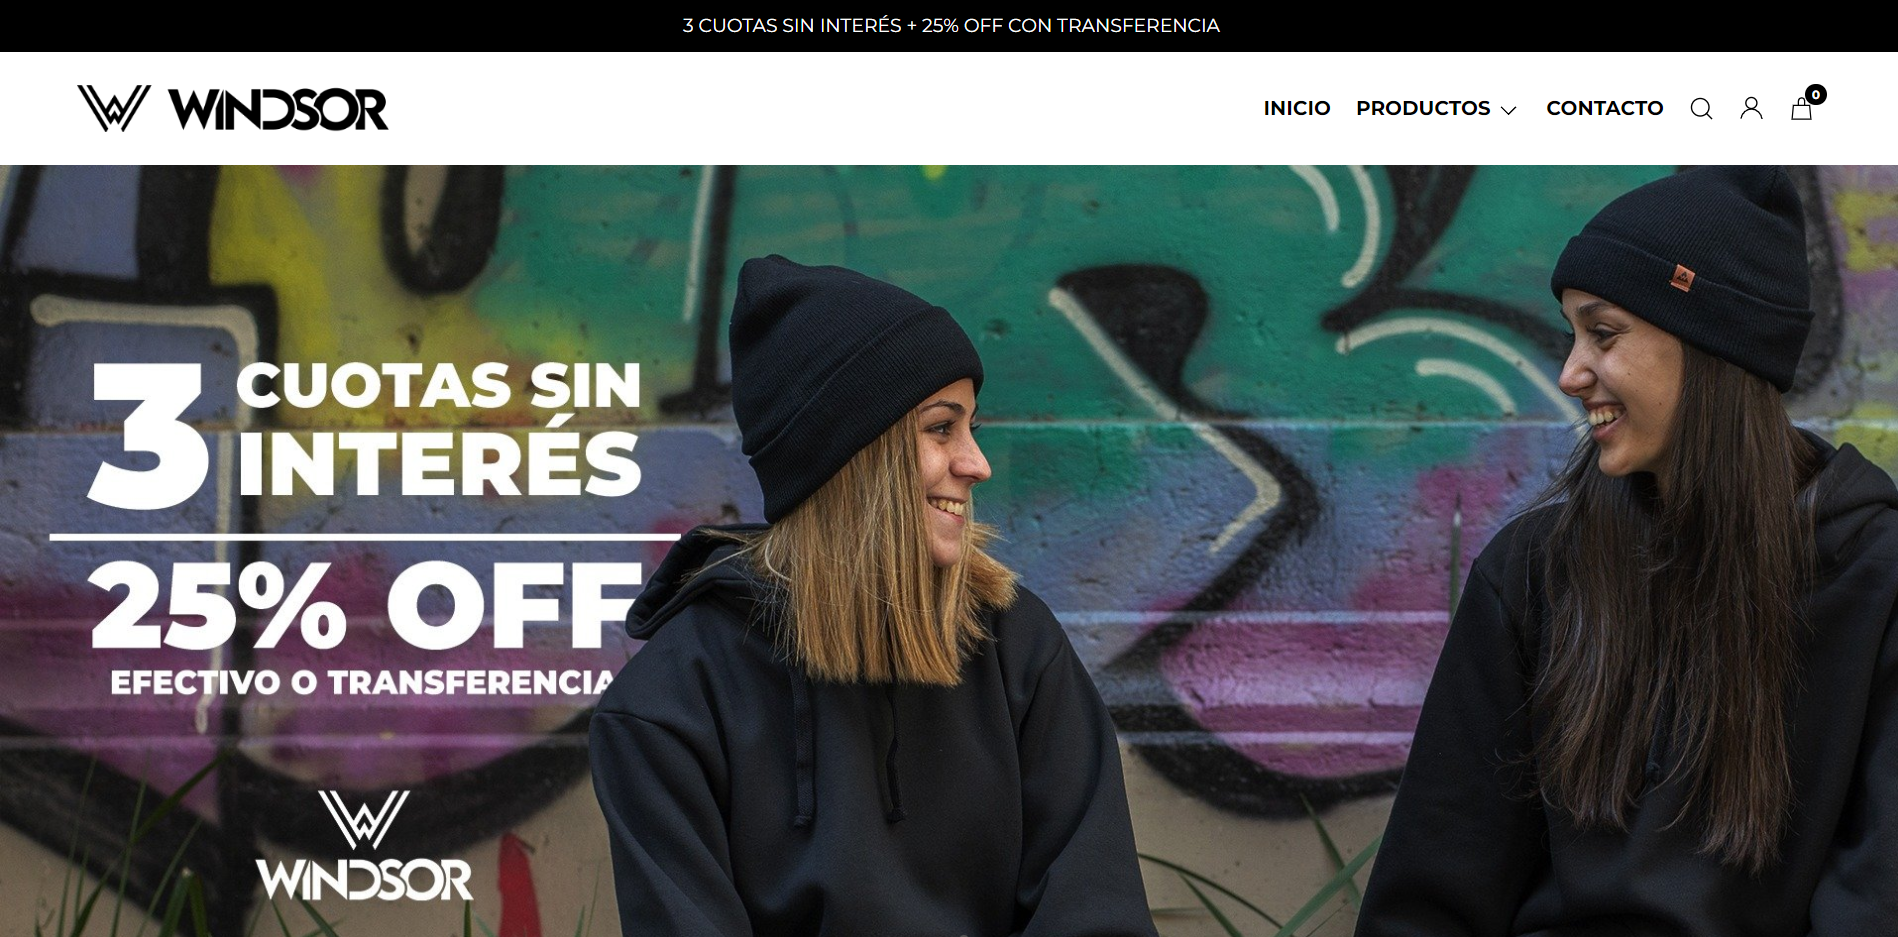 3 CUOTAS SIN INTERÉS + 25% OFF CON TRANSFERENCIA
WINDSOR
INICIO PRODUCTOS CONTACTO 0
3 CUOTAS SIN
INTERÉS
25% OFF
EFECTIVO O TRANSFERENCIA
WINDSOR